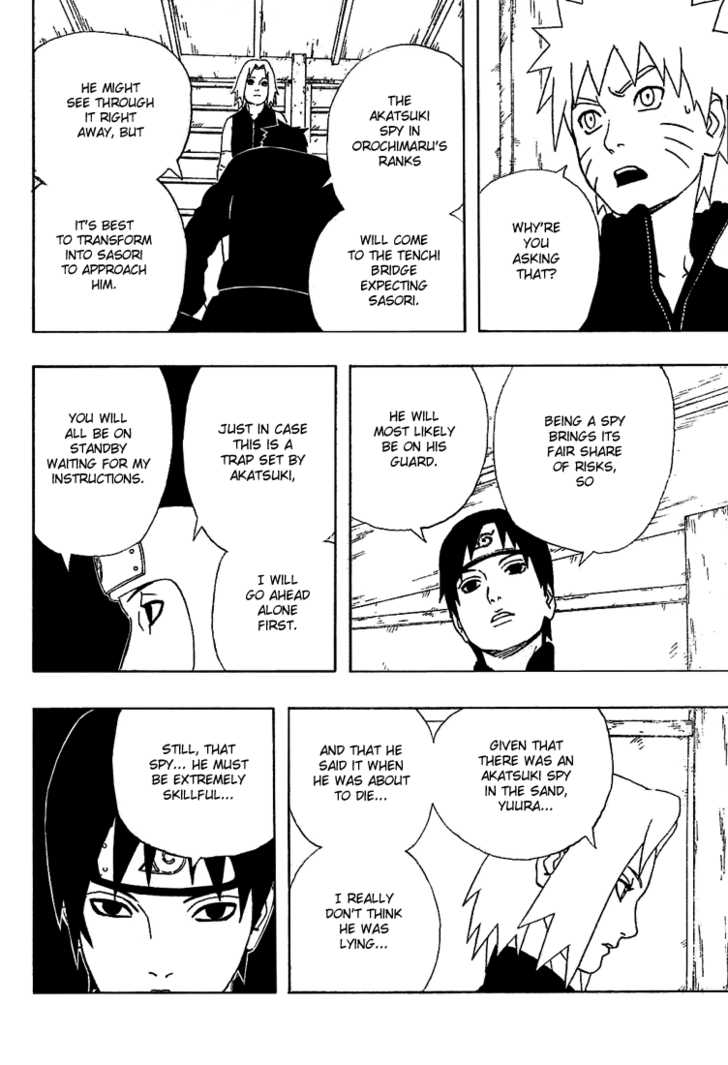 WHY'RE
YOU
ASKING
THAT?
THE
AKATSUKI
SPY IN
OROCHIMARU'S
RANKS
WILL COME
TO THE TENCHI
BRIDGE
EXPECTING
SASORI.
HE MIGHT
SEE THROUGH
IT RIGHT
AWAY, BUT
IT'S BEST
TO TRANSFORM
INTO SASORI
TO APPROACH
HIM.
BEING A SPY
BRINGS ITS
FAIR SHARE
OF RISKS,
SO
HE WILL
MOST LIKELY
BE ON HIS
GUARD.
JUST IN CASE
THIS IS A
TRAP SET BY
AKATSUKI,
I WILL
GO AHEAD
ALONE
FIRST.
YOU WILL
ALL BE ON
STANDBY
WAITING FOR MY
INSTRUCTIONS.
GIVEN THAT
THERE WAS AN
AKATSUKI SPY
IN THE SAND,
YUURA...
AND THAT HE
SAID IT WHEN
HE WAS ABOUT
TO DIE...
I REALLY
DON'T THINK
HE WAS
LYING...
STILL, THAT
SPY... HE MUST
BE EXTREMELY
SKILLFUL...